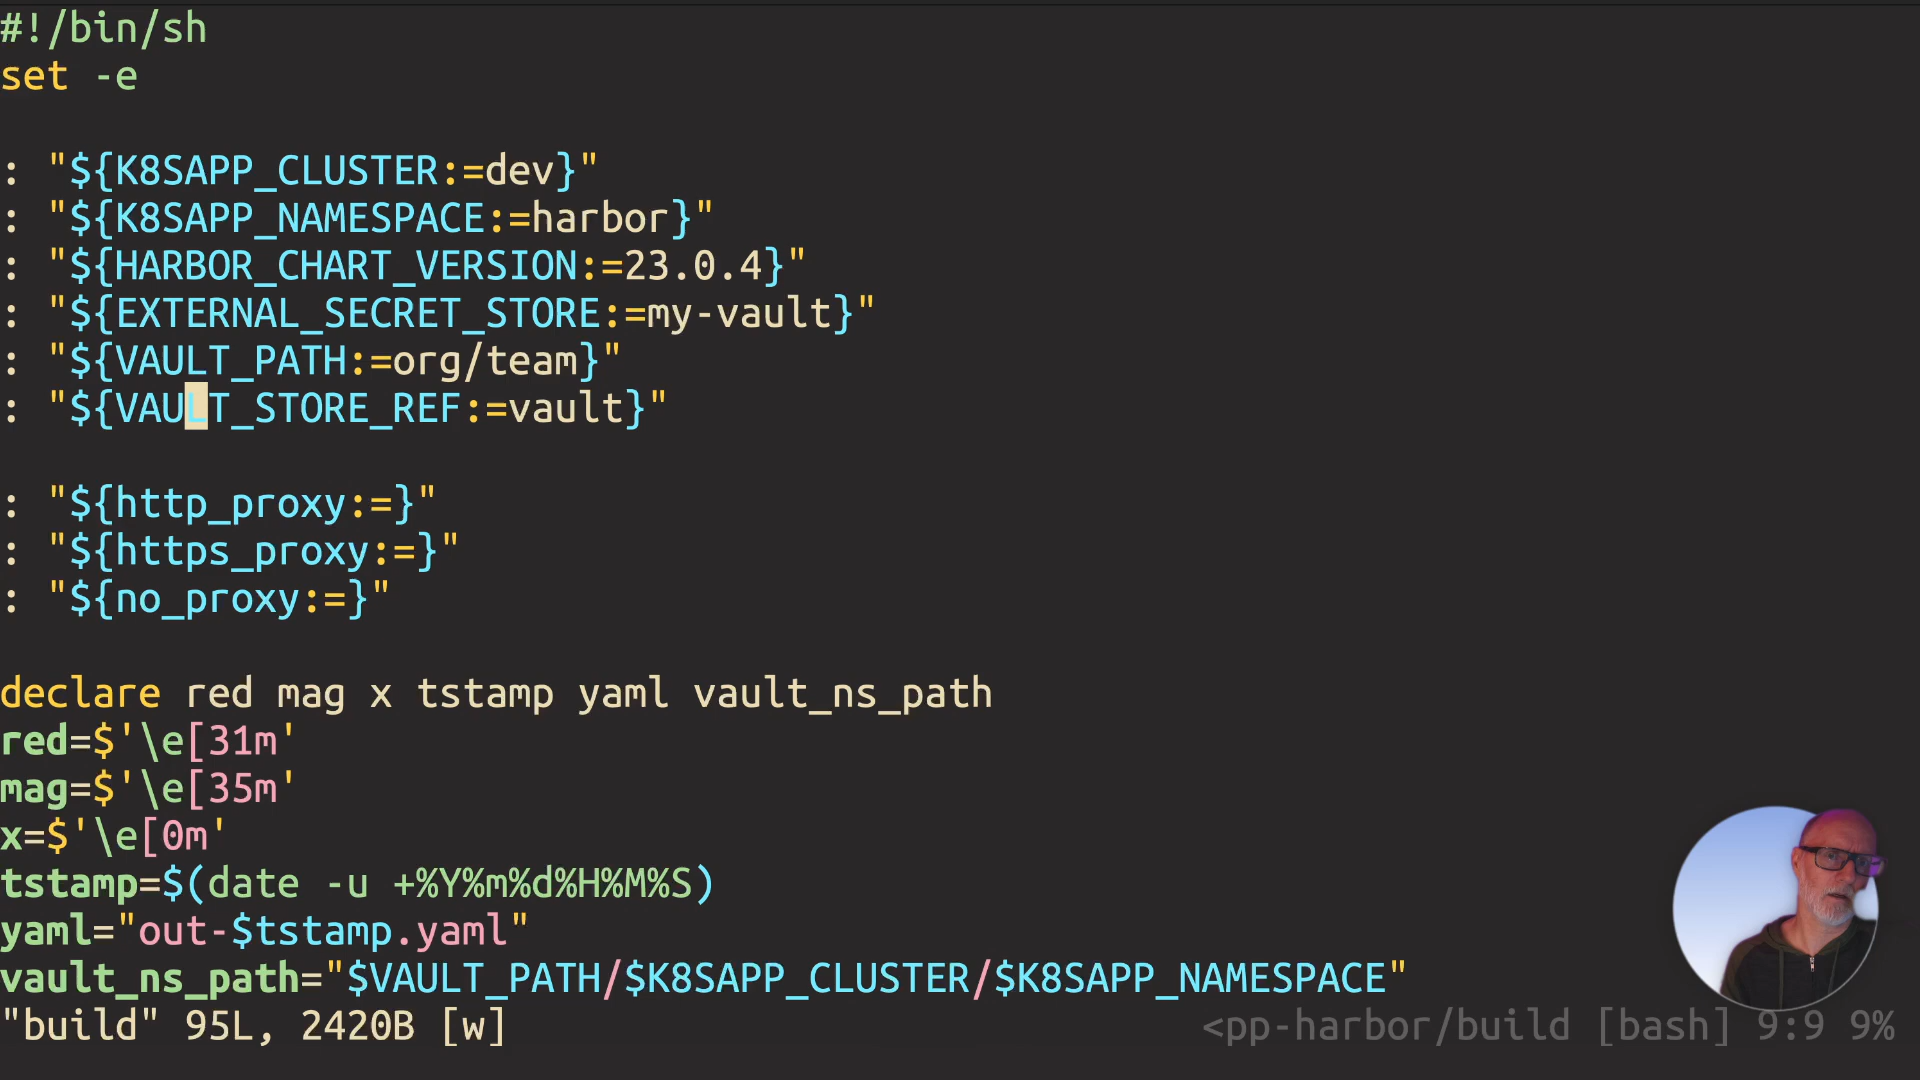 #!/bin/sh
set -e
: "${K8SAPP_CLUSTER:=dev}"
: "${K8SAPP_NAMESPACE:=harbor}"
: "${HARBOR_CHART_VERSION:=23.0.4}"
: "${EXTERNAL_SECRET_STORE:=my-vault}"
: "${VAULT_PATH:=org/team}"
: "${VAULT_STORE_REF:=vault}"
: "${http_proxy:=}"
: "${https_proxy:=}"
: "${no_proxy:=}"
declare red mag x tstamp yaml vault_ns_path
red=$'\e[31m'
mag=$'\e[35m'
x=$'\e[0m'
tstamp=$(date -u +%Y%m%d%H%M%S)
yaml="out-$tstamp.yaml"
vault_ns_path="$VAULT_PATH/$K8SAPP_CLUSTER/$K8SAPP_NAMESPACE"
"build" 95L, 2420B [w] <pp-harbor/build [bash] 9:9 9%